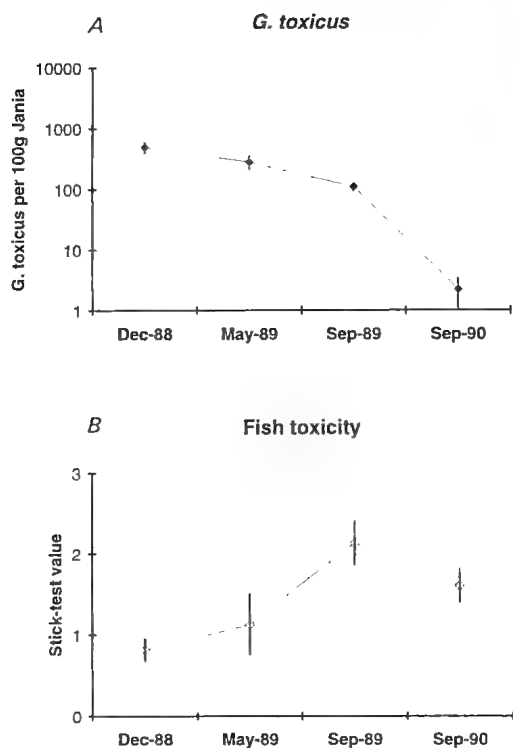 A
G. toxicus
G. toxicus per 100g Jania
10000
1000
100
10
1
Dec-88 May-89 Sep-89 Sep-90
B
Fish toxicity
Stick-test value
3
2
1
0
Dec-88 May-89 Sep-89 Sep-90